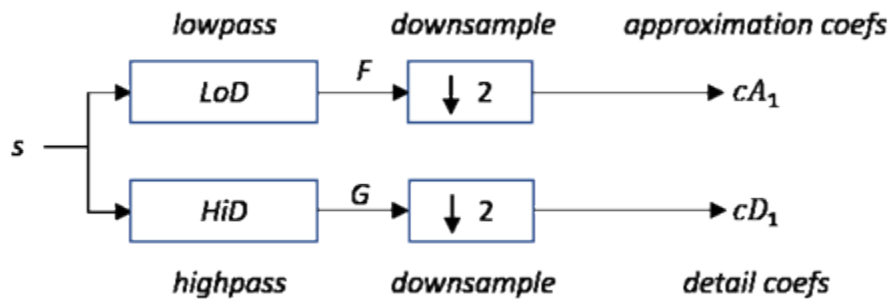 lowpass downsample approximation coefs
LoD F ↓ 2 cA₁
s
HiD G ↓ 2 cD₁
highpass downsample detail coefs